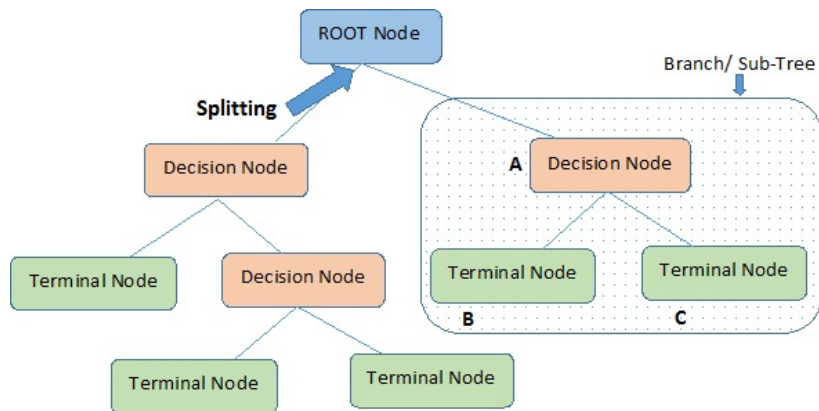 ROOT Node
Branch/ Sub-Tree
Splitting
Decision Node
A Decision Node
Terminal Node
Decision Node
Terminal Node
Terminal Node
B
C
Terminal Node
Terminal Node